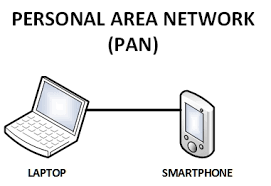 PERSONAL AREA NETWORK
(PAN)
LAPTOP
SMARTPHONE